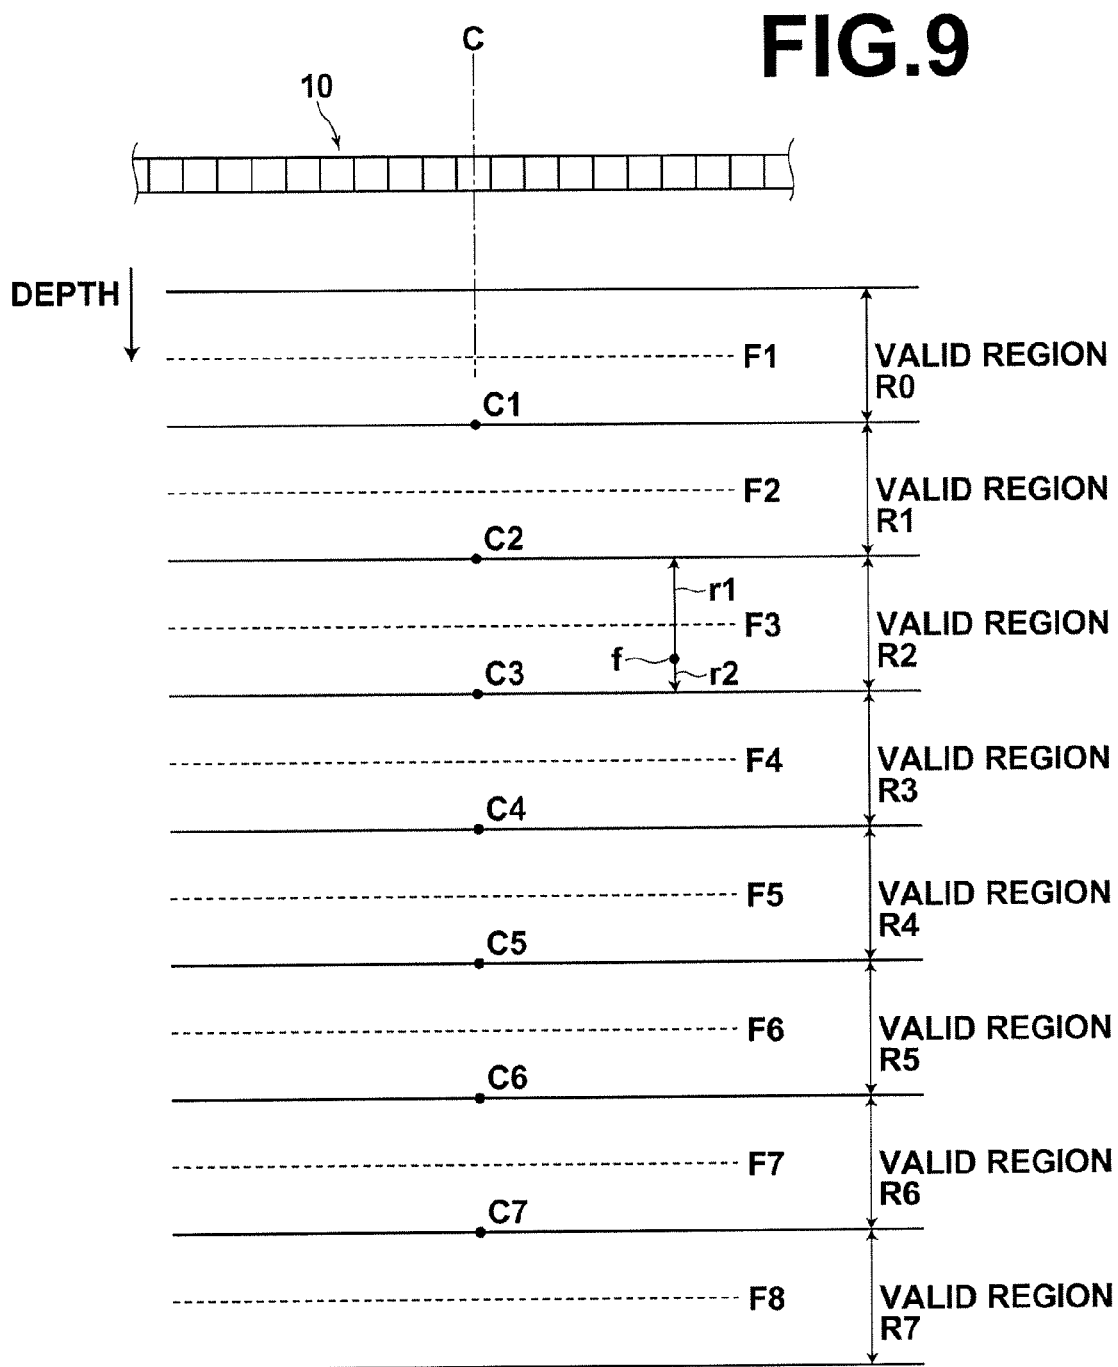 FIG.9
C
10
DEPTH
F1
VALID REGION
R0
C1
F2
VALID REGION
R1
C2
r1
F3
VALID REGION
R2
f
r2
C3
F4
VALID REGION
R3
C4
F5
VALID REGION
R4
C5
F6
VALID REGION
R5
C6
F7
VALID REGION
R6
C7
F8
VALID REGION
R7